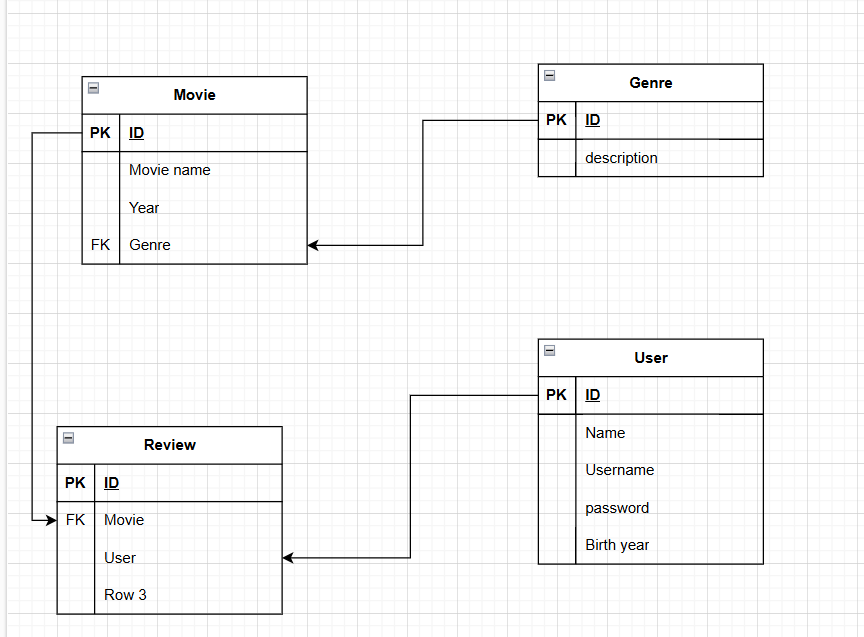 Movie
PK ID
Movie name
Year
FK Genre
Genre
PK ID
description
User
PK ID
Name
Username
password
Birth year
Review
PK ID
FK Movie
User
Row 3